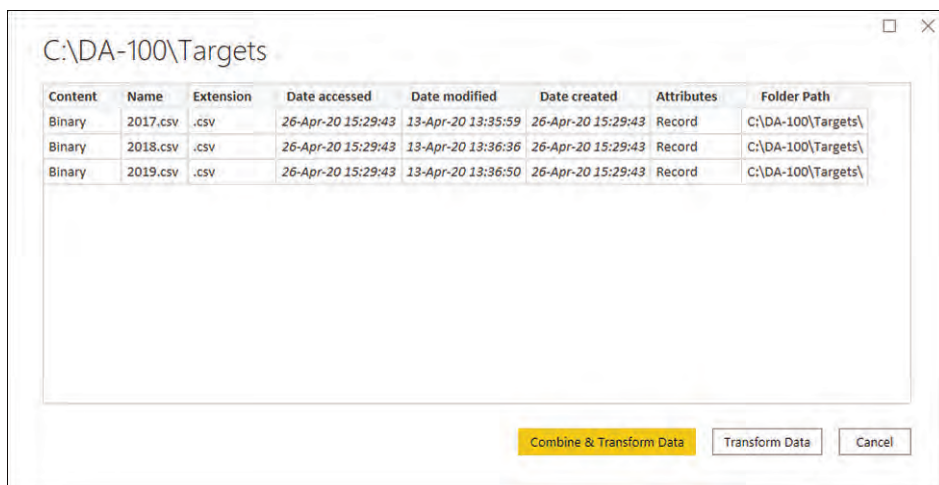 C:\DA-100\Targets
Content Name Extension Date accessed Date modified Date created Attributes Folder Path
Binary 2017.csv .csv 26-Apr-20 15:29:43 13-Apr-20 13:35:59 26-Apr-20 15:29:43 Record C:\DA-100\Targets\
Binary 2018.csv .csv 26-Apr-20 15:29:43 13-Apr-20 13:36:36 26-Apr-20 15:29:43 Record C:\DA-100\Targets\
Binary 2019.csv .csv 26-Apr-20 15:29:43 13-Apr-20 13:36:50 26-Apr-20 15:29:43 Record C:\DA-100\Targets\
Combine & Transform Data Transform Data Cancel